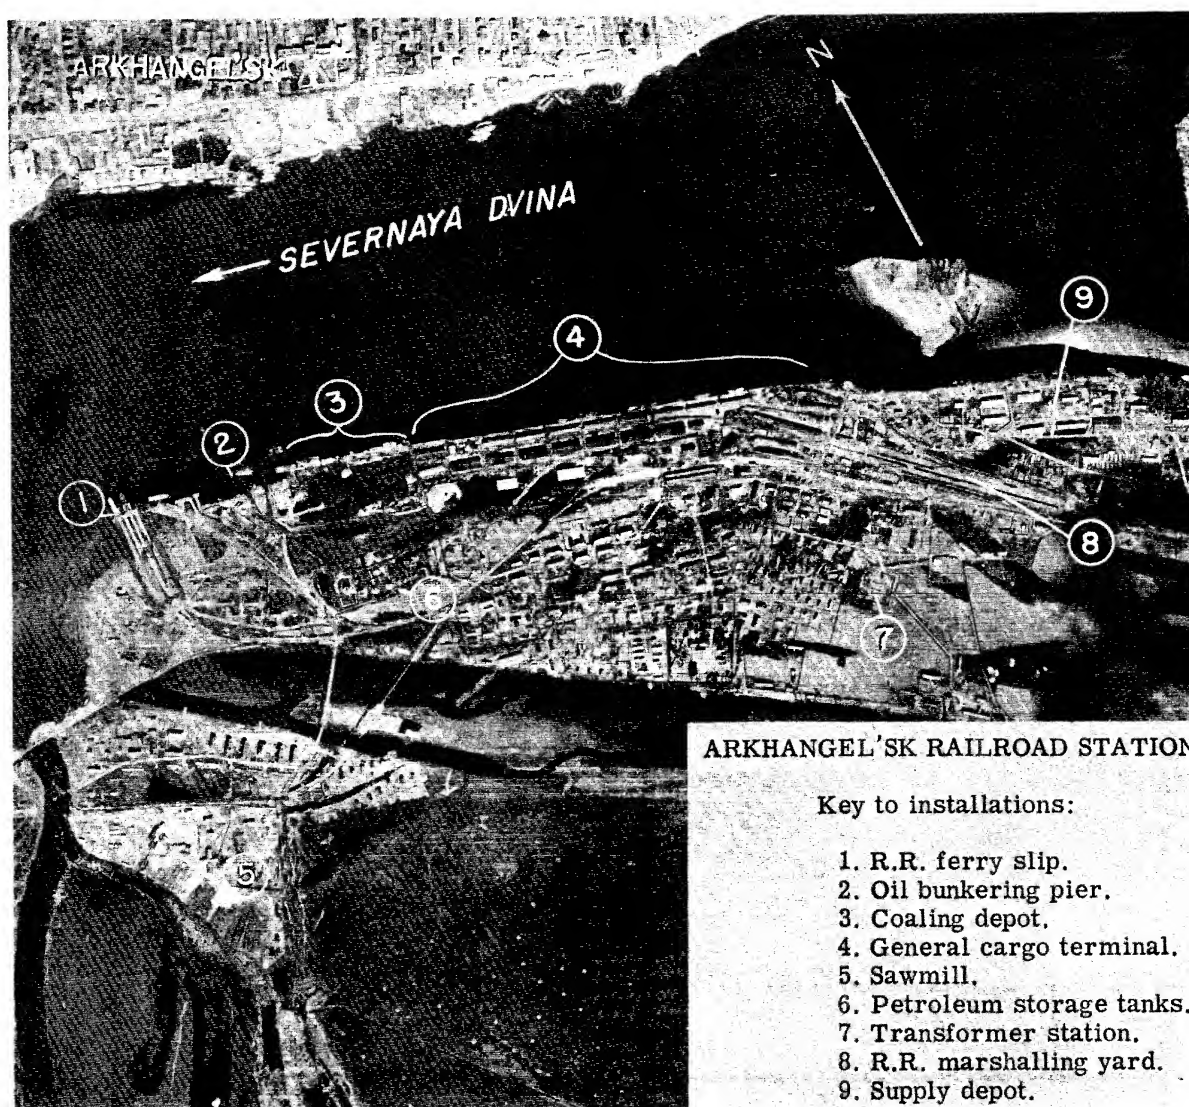 ARKHANGEL'SK
N
SEVERNAYA DVINA
9
4
3
2
1
8
6
7
5
ARKHANGEL'SK RAILROAD STATION
Key to installations:
1. R.R. ferry slip.
2. Oil bunkering pier.
3. Coaling depot.
4. General cargo terminal.
5. Sawmill.
6. Petroleum storage tanks.
7. Transformer station.
8. R.R. marshalling yard.
9. Supply depot.